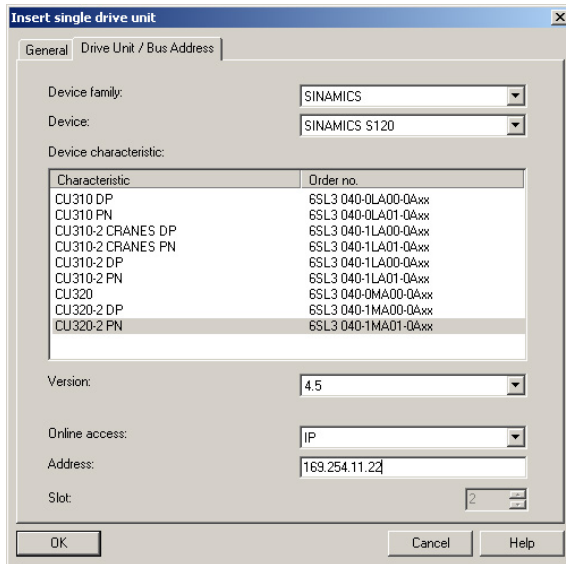 Insert single drive unit
General Drive Unit / Bus Address
Device family: SINAMICS
Device: SINAMICS S120
Device characteristic:
Characteristic Order no.
CU310 DP 6SL3 040-0LA00-0Axx
CU310 PN 6SL3 040-0LA01-0Axx
CU310-2 CRANES DP 6SL3 040-1LA00-0Axx
CU310-2 CRANES PN 6SL3 040-1LA01-0Axx
CU310-2 DP 6SL3 040-1LA00-0Axx
CU310-2 PN 6SL3 040-1LA01-0Axx
CU320 6SL3 040-0MA00-0Axx
CU320-2 DP 6SL3 040-1MA00-0Axx
CU320-2 PN 6SL3 040-1MA01-0Axx
Version: 4.5
Online access: IP
Address: 169.254.11.22
Slot: 2
OK Cancel Help